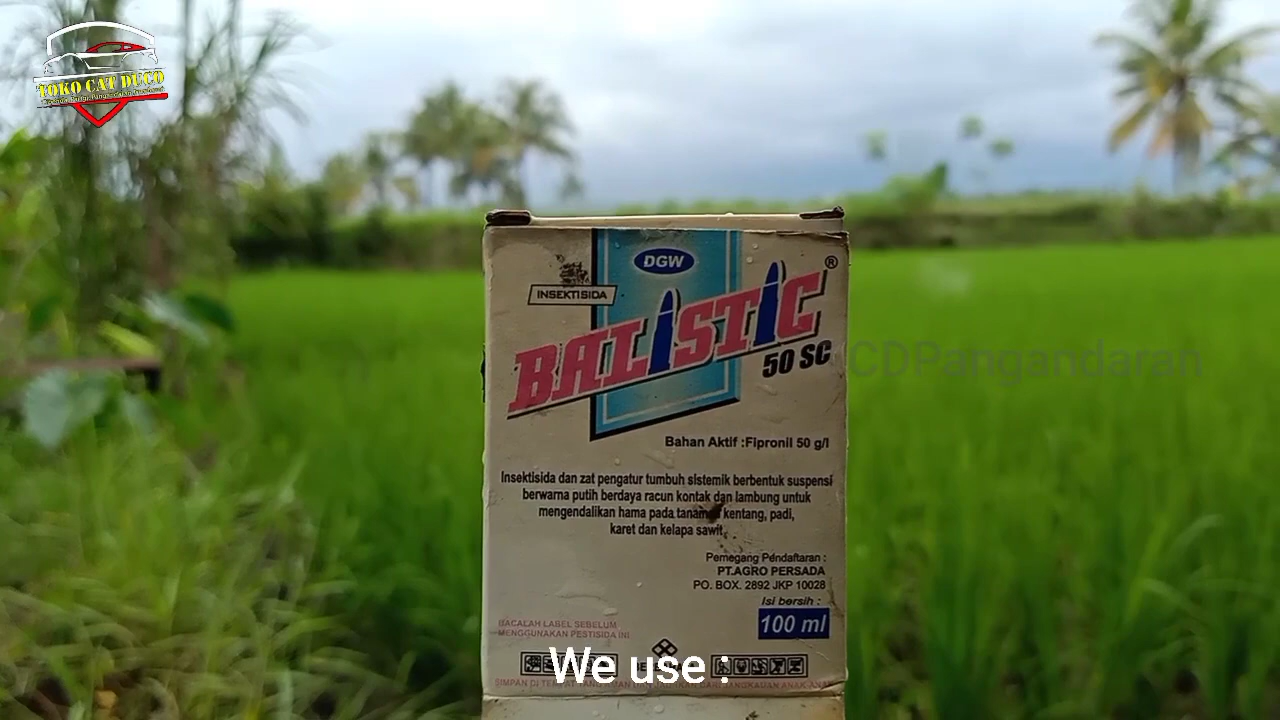 TOKO CAT DUCO
DGW
INSEKTISIDA
BALISTIC®
50 SC
CDPangandaran
Bahan Aktif :Fipronil 50 g/l
Insektisida dan zat pengatur tumbuh sistemik berbentuk suspensi
berwarna putih berdaya racun kontak dan lambung untuk
mengendalikan hama pada kentang, padi,
karet dan kelapa sawit.
Pemegang Pendaftaran :
PT.AGRO PERSADA
PO. BOX. 2892 JKP 10028
Isi bersih :
100 ml
BACALAH LABEL SEBELUM
MENGGUNAKAN PESTISIDA INI
We use :
SIMPAN DI